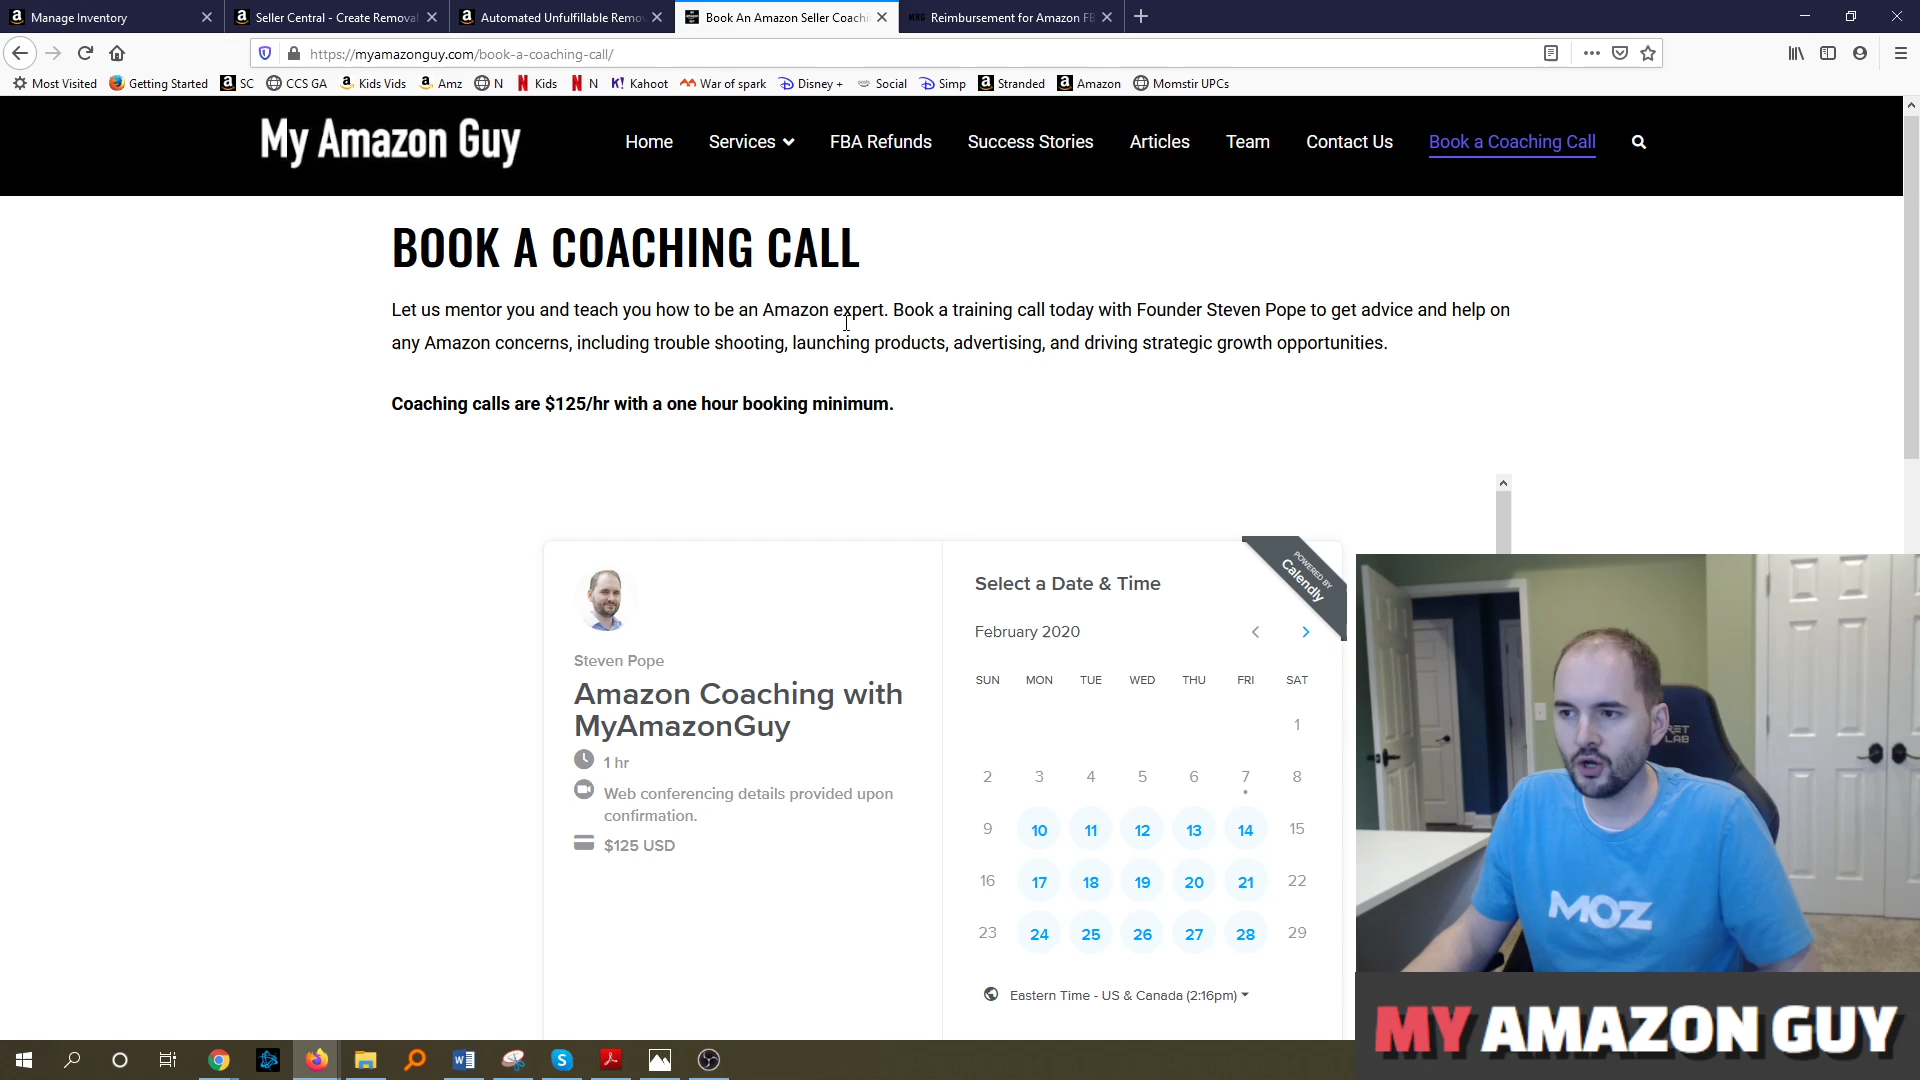 Manage Inventory
Seller Central - Create Removal
Automated Unfulfillable Remo
Book An Amazon Seller Coachi
Reimbursement for Amazon FB
https://myamazonguy.com/book-a-coaching-call/
Most Visited
Getting Started
SC
CCS GA
Kids Vids
Amz
N
Kids
N
Kahoot
War of spark
Disney +
Social
Simp
Stranded
Amazon
Momstir UPCs
My Amazon Guy
Home
Services
FBA Refunds
Success Stories
Articles
Team
Contact Us
Book a Coaching Call
BOOK A COACHING CALL
Let us mentor you and teach you how to be an Amazon expert. Book a training call today with Founder Steven Pope to get advice and help on
any Amazon concerns, including trouble shooting, launching products, advertising, and driving strategic growth opportunities.
Coaching calls are $125/hr with a one hour booking minimum.
POWERED BY
Calendly
Steven Pope
Amazon Coaching with
MyAmazonGuy
1 hr
Web conferencing details provided upon
confirmation.
$125 USD
Select a Date & Time
February 2020
SUN MON TUE WED THU FRI SAT
1
2 3 4 5 6 7 8
9 10 11 12 13 14 15
16 17 18 19 20 21 22
23 24 25 26 27 28 29
Eastern Time - US & Canada (2:16pm)
MOZ
MY AMAZON GUY